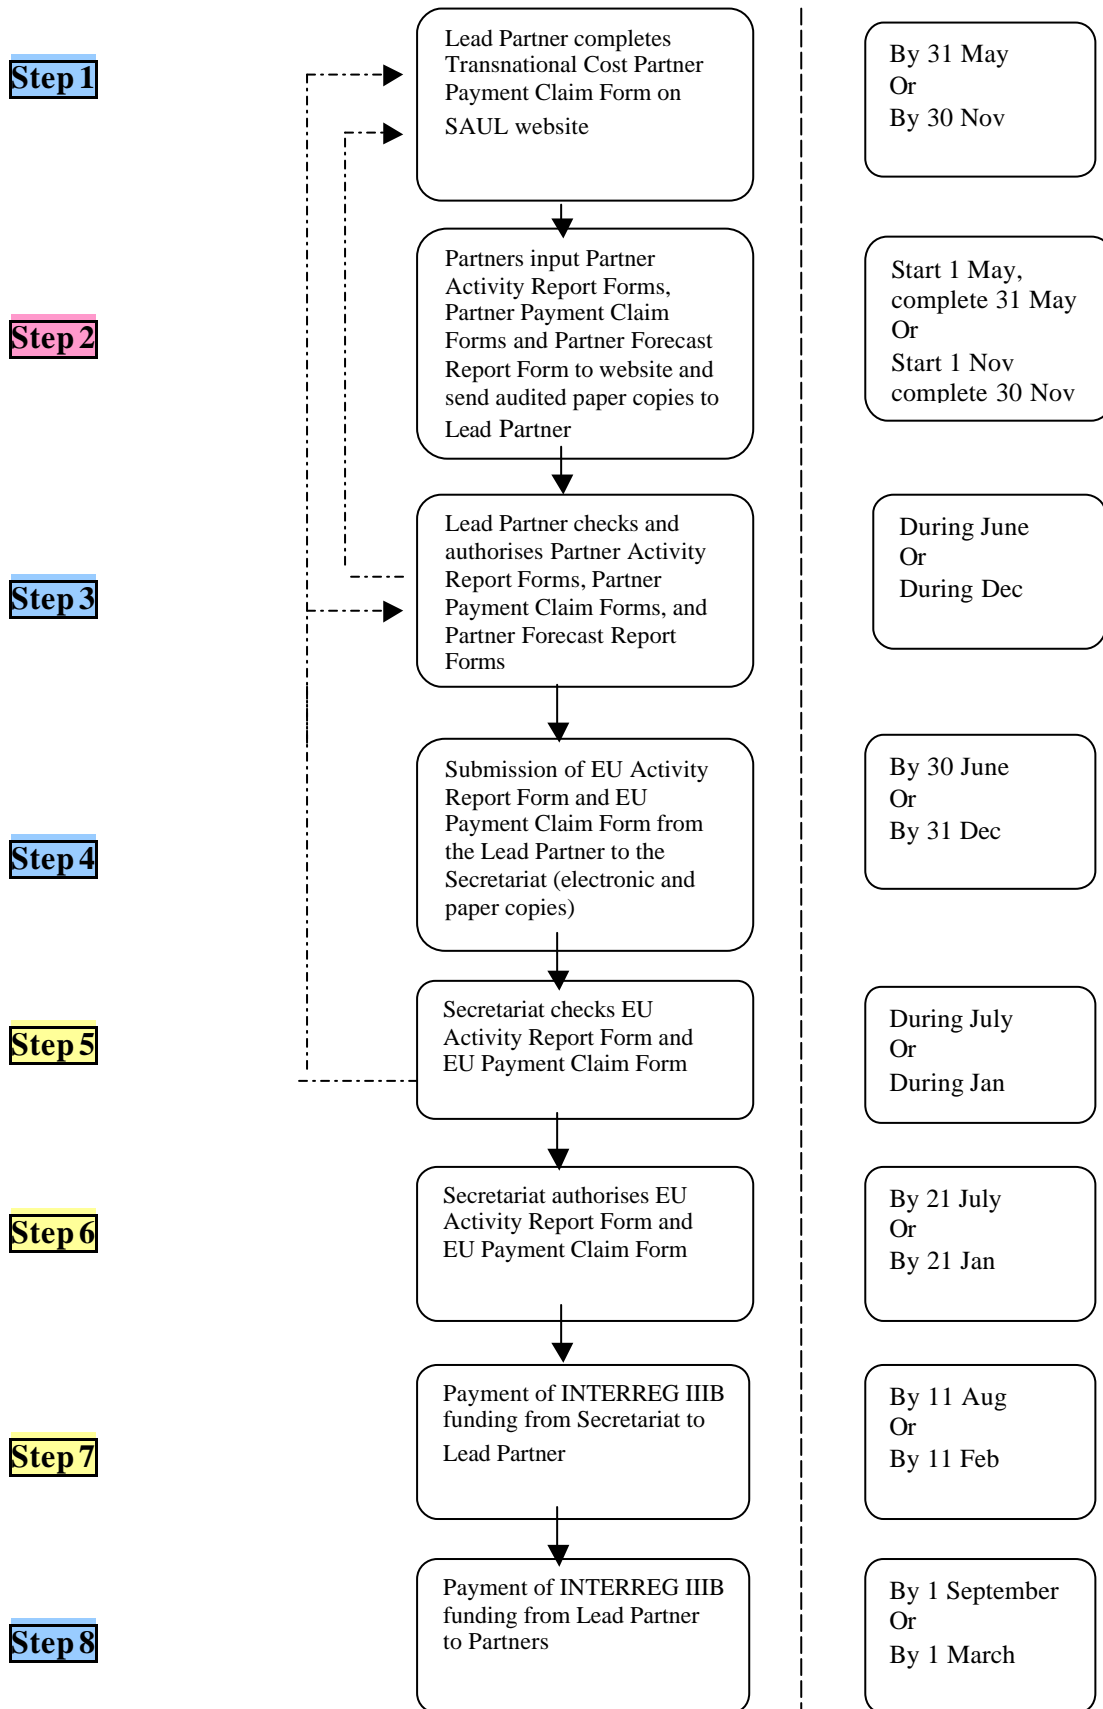 Step 1
Lead Partner completes
Transnational Cost Partner
Payment Claim Form on
SAUL website
By 31 May
Or
By 30 Nov
Step 2
Partners input Partner
Activity Report Forms,
Partner Payment Claim
Forms and Partner Forecast
Report Form to website and
send audited paper copies to
Lead Partner
Start 1 May,
complete 31 May
Or
Start 1 Nov
complete 30 Nov
Step 3
Lead Partner checks and
authorises Partner Activity
Report Forms, Partner
Payment Claim Forms, and
Partner Forecast Report
Forms
During June
Or
During Dec
Step 4
Submission of EU Activity
Report Form and EU
Payment Claim Form from
the Lead Partner to the
Secretariat (electronic and
paper copies)
By 30 June
Or
By 31 Dec
Step 5
Secretariat checks EU
Activity Report Form and
EU Payment Claim Form
During July
Or
During Jan
Step 6
Secretariat authorises EU
Activity Report Form and
EU Payment Claim Form
By 21 July
Or
By 21 Jan
Step 7
Payment of INTERREG IIIB
funding from Secretariat to
Lead Partner
By 11 Aug
Or
By 11 Feb
Step 8
Payment of INTERREG IIIB
funding from Lead Partner
to Partners
By 1 September
Or
By 1 March